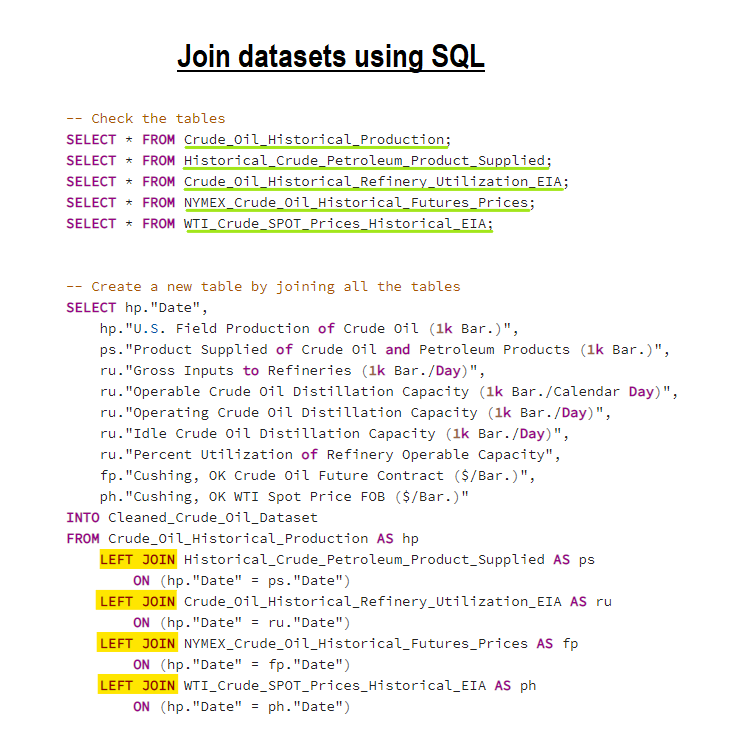 Join datasets using SQL
-- Check the tables
SELECT * FROM Crude_Oil_Historical_Production;
SELECT * FROM Historical_Crude_Petroleum_Product_Supplied;
SELECT * FROM Crude_Oil_Historical_Refinery_Utilization_EIA;
SELECT * FROM NYMEX_Crude_Oil_Historical_Futures_Prices;
SELECT * FROM WTI_Crude_SPOT_Prices_Historical_EIA;
-- Create a new table by joining all the tables
SELECT hp."Date",
hp."U.S. Field Production of Crude Oil (1k Bar.)",
ps."Product Supplied of Crude Oil and Petroleum Products (1k Bar.)",
ru."Gross Inputs to Refineries (1k Bar./Day)",
ru."Operable Crude Oil Distillation Capacity (1k Bar./Calendar Day)",
ru."Operating Crude Oil Distillation Capacity (1k Bar./Day)",
ru."Idle Crude Oil Distillation Capacity (1k Bar./Day)",
ru."Percent Utilization of Refinery Operable Capacity",
fp."Cushing, OK Crude Oil Future Contract ($/Bar.)",
ph."Cushing, OK WTI Spot Price FOB ($/Bar.)"
INTO Cleaned_Crude_Oil_Dataset
FROM Crude_Oil_Historical_Production AS hp
LEFT JOIN Historical_Crude_Petroleum_Product_Supplied AS ps
ON (hp."Date" = ps."Date")
LEFT JOIN Crude_Oil_Historical_Refinery_Utilization_EIA AS ru
ON (hp."Date" = ru."Date")
LEFT JOIN NYMEX_Crude_Oil_Historical_Futures_Prices AS fp
ON (hp."Date" = fp."Date")
LEFT JOIN WTI_Crude_SPOT_Prices_Historical_EIA AS ph
ON (hp."Date" = ph."Date")